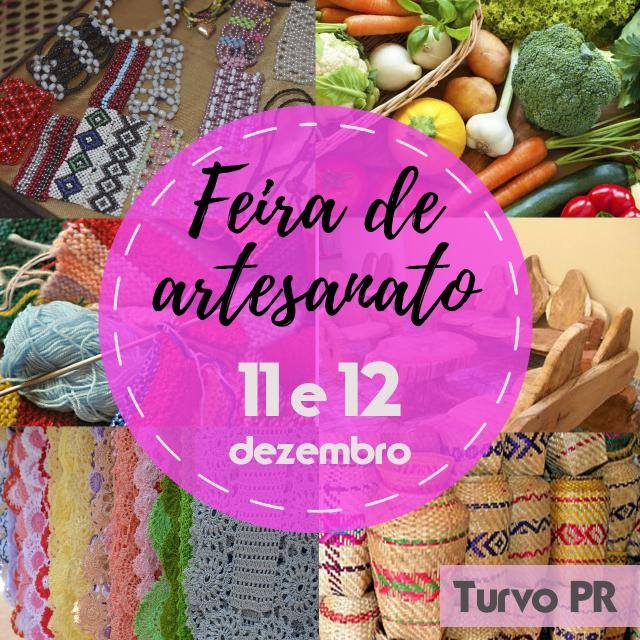 Feira de
artesanato
11 e 12
dezembro
Turvo PR